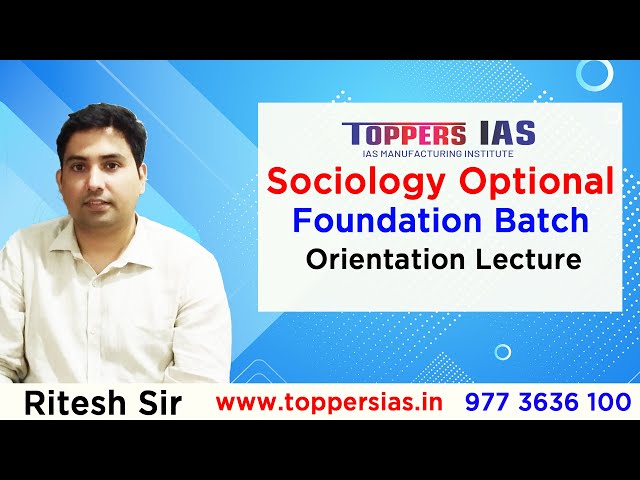 TOPPERS IAS
IAS MANUFACTURING INSTITUTE
Sociology Optional
Foundation Batch
Orientation Lecture
Ritesh Sir www.toppersias.in 977 3636 100